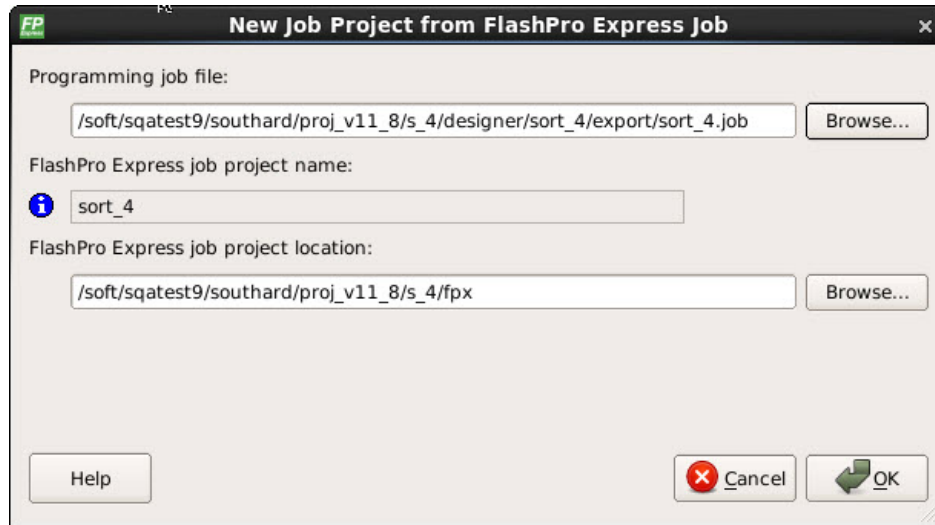 FP
Express
New Job Project from FlashPro Express Job
Programming job file:
/soft/sqatest9/southard/proj_v11_8/s_4/designer/sort_4/export/sort_4.job
Browse...
FlashPro Express job project name:
sort_4
FlashPro Express job project location:
/soft/sqatest9/southard/proj_v11_8/s_4/fpx
Browse...
Help
Cancel
OK